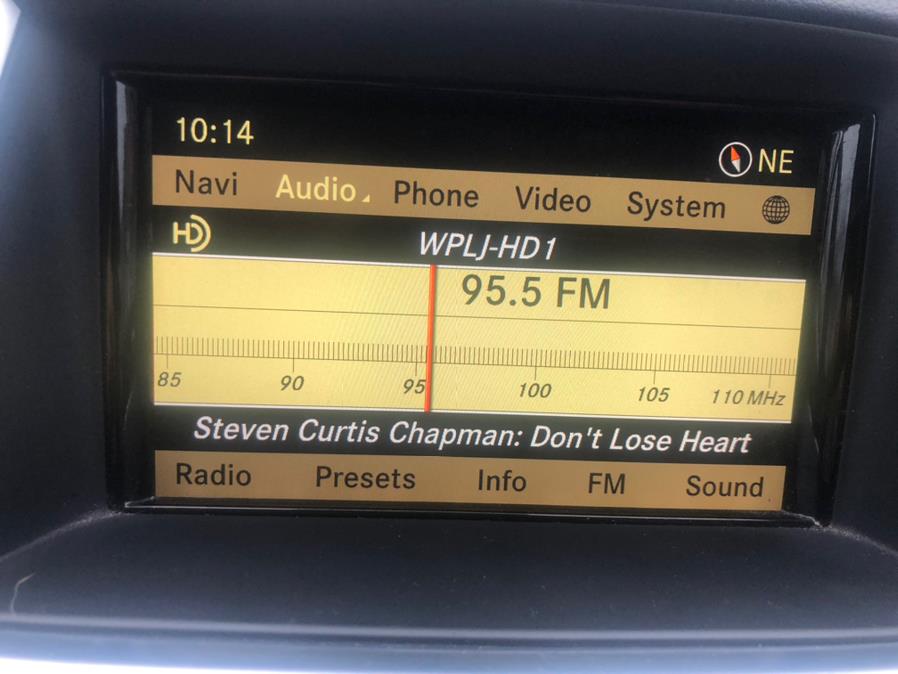 10:14 NE
Navi Audio Phone Video System
HD WPLJ-HD1
95.5 FM
85 90 95 100 105 110 MHz
Steven Curtis Chapman: Don't Lose Heart
Radio Presets Info FM Sound